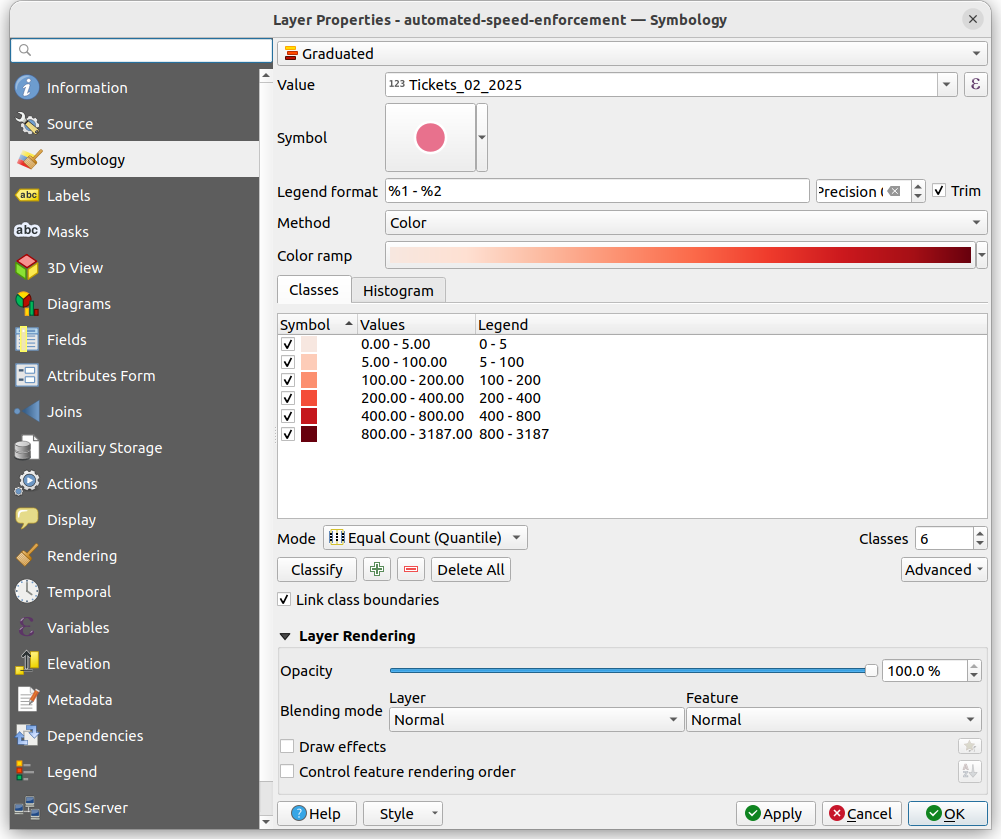 Layer Properties - automated-speed-enforcement — Symbology
Information
Source
Symbology
abc Labels
abc Masks
3D View
Diagrams
Fields
Attributes Form
Joins
Auxiliary Storage
Actions
Display
Rendering
Temporal
Variables
Elevation
Metadata
Dependencies
Legend
QGIS Server
Graduated
Value 123 Tickets_02_2025 ε
Symbol
Legend format %1 - %2 Precision Trim
Method Color
Color ramp
Classes Histogram
Symbol Values Legend
0.00 - 5.00 0 - 5
5.00 - 100.00 5 - 100
100.00 - 200.00 100 - 200
200.00 - 400.00 200 - 400
400.00 - 800.00 400 - 800
800.00 - 3187.00 800 - 3187
Mode Equal Count (Quantile) Classes 6
Classify Delete All Advanced
Link class boundaries
Layer Rendering
Opacity 100.0 %
Layer Feature
Blending mode Normal Normal
Draw effects
Control feature rendering order
Help Style Apply Cancel OK